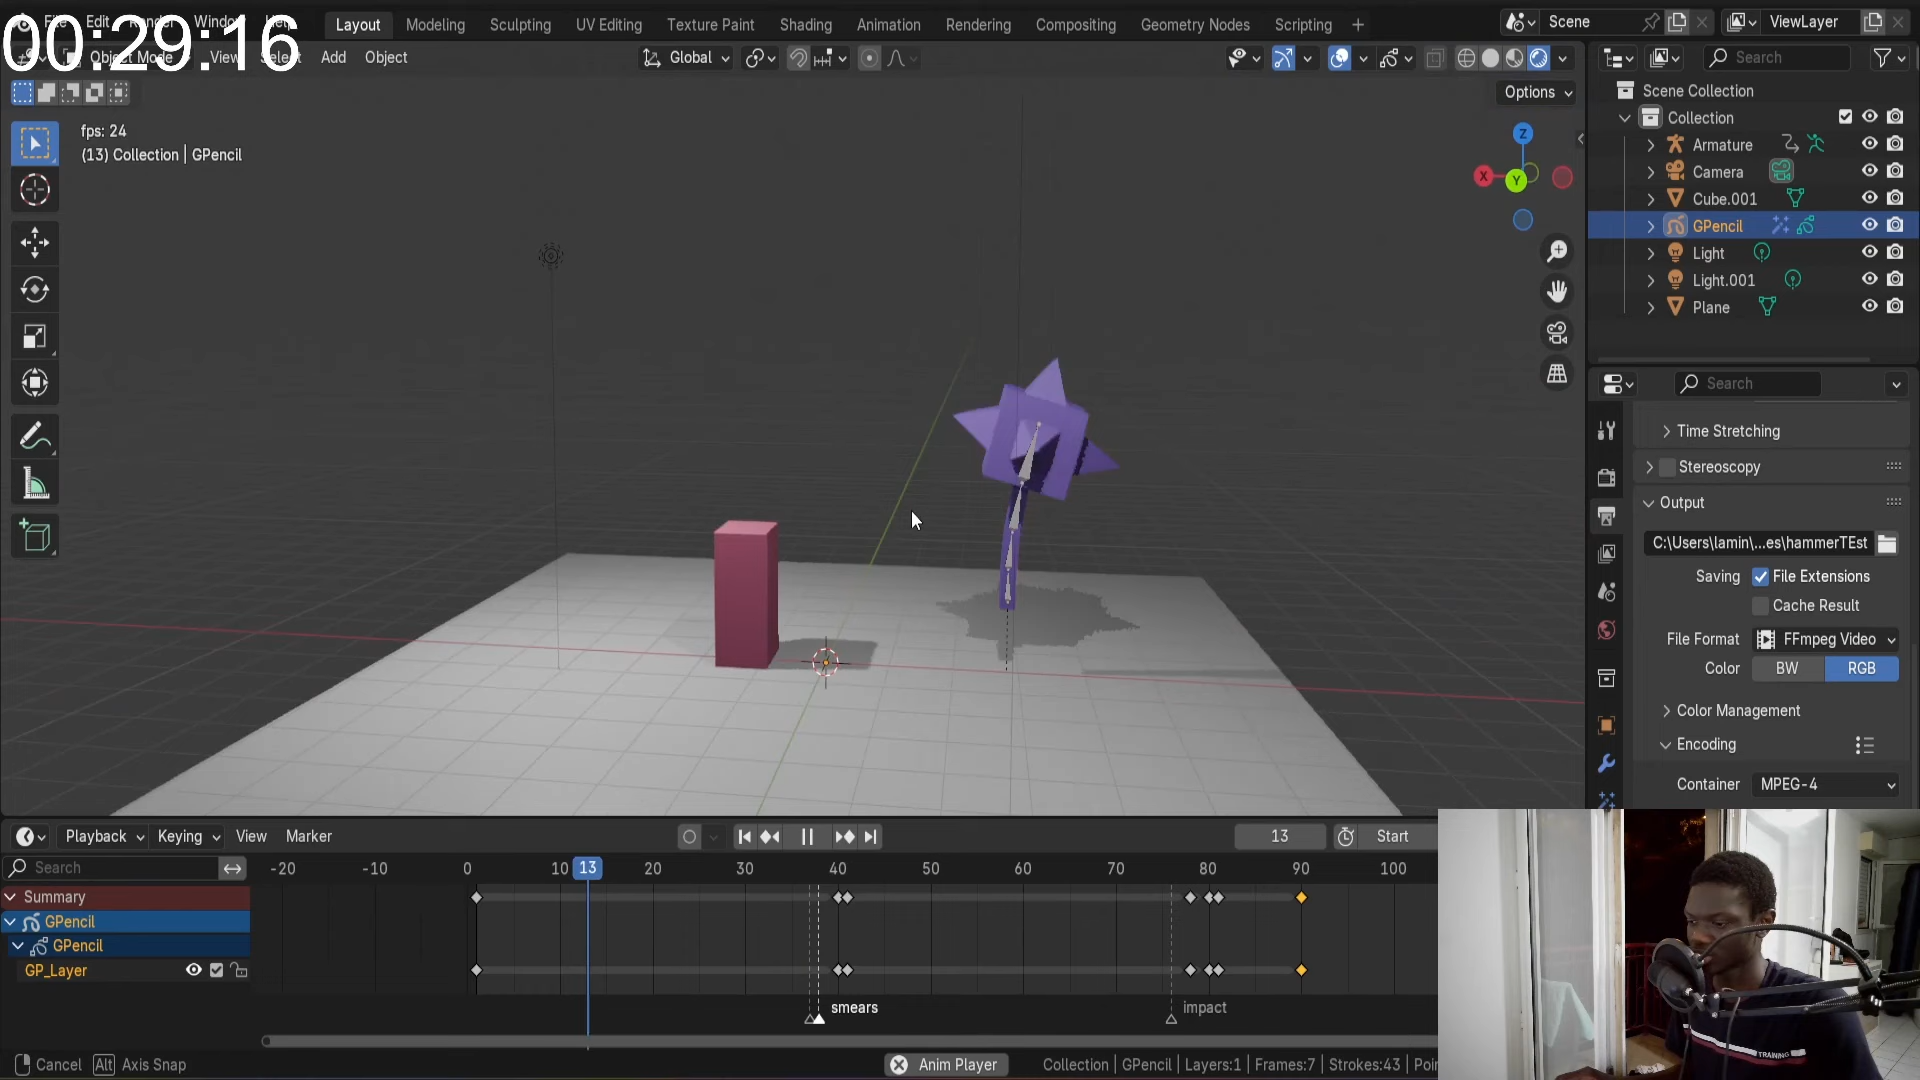 File Edit Render Window Help
Layout Modeling Sculpting UV Editing Texture Paint Shading Animation Rendering Compositing Geometry Nodes Scripting +
Scene
ViewLayer
00:29:16
Object Mode View Select Add Object
Global
Search
Options
Scene Collection
Collection
fps: 24
(13) Collection | GPencil
Z
X
Y
Armature
Camera
Cube.001
GPencil
Light
Light.001
Plane
Search
Time Stretching
Stereoscopy
Output
C:\Users\lamin\...es\hammerTEst
Saving File Extensions
Cache Result
File Format FFmpeg Video
Color BW RGB
Color Management
Encoding
Container MPEG-4
Playback Keying View Marker
13
Start
Search
-20 -10 0 10 13 20 30 40 50 60 70 80 90 100
Summary
GPencil
GPencil
GP_Layer
smears
impact
Cancel Alt Axis Snap
Anim Player
Collection | GPencil | Layers:1 | Frames:7 | Strokes:43 |
TRAINING